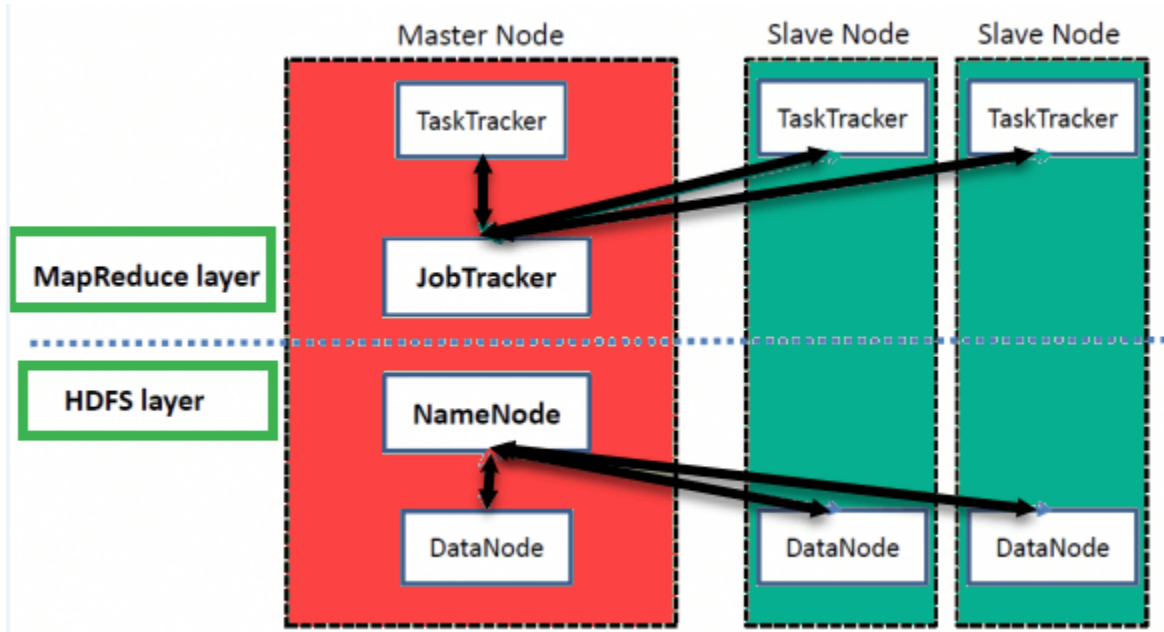 Master Node
Slave Node
Slave Node
TaskTracker
TaskTracker
TaskTracker
MapReduce layer
JobTracker
HDFS layer
NameNode
DataNode
DataNode
DataNode